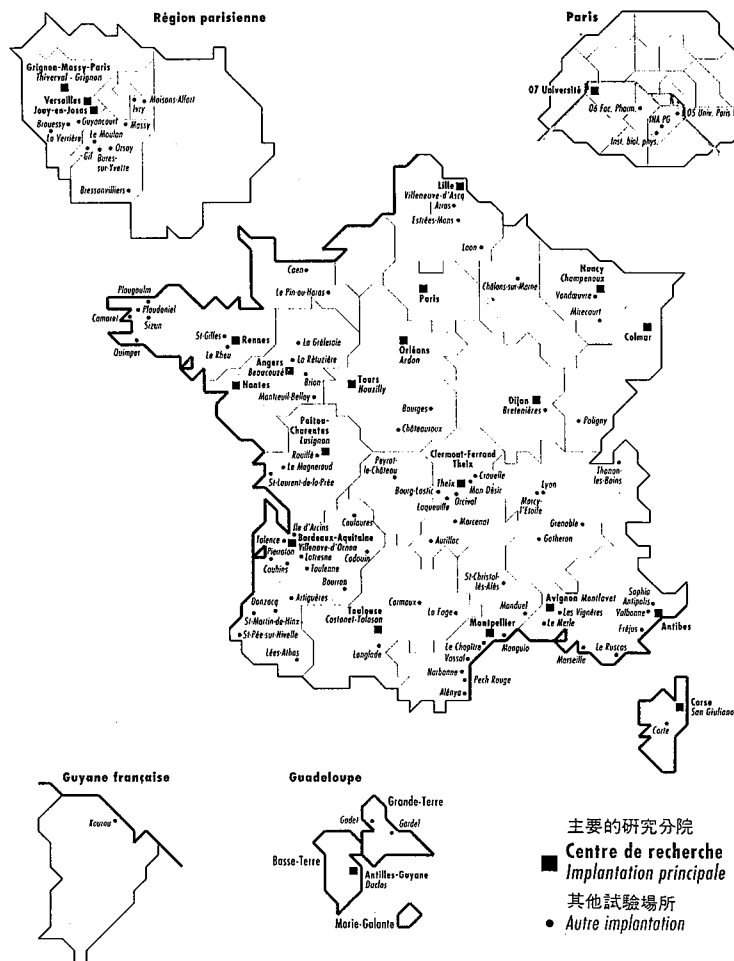 Région parisienne
Paris
Grignon-Massy-Paris
Thiverval - Grignon
Versailles
Jouy-en-Josas
Maisons-Alfort
Ivry
Brouessy
Guyancourt
Massy
La Verrière
Le Moulon
Gif
Orsay
Bures-
sur-Yvette
Bressonvilliers
07 Université
06 Fac. Pharm.
INA PG
05 Univ. Paris
Inst. biol. phys.
Lille
Villeneuve-d'Ascq
Arras
Estrées-Mons
Laon
Caen
Le Pin-au-Haras
Paris
Châlons-sur-Marne
Nancy
Champenoux
Vandœuvre
Mirecourt
Colmar
Plougoulm
Ploudaniel
Camaret
Sizun
Quimper
St-Gilles
Rennes
Le Rheu
La Grêleraie
La Rétuzière
Angers
Beaucouzé
Brion
Nantes
Montreuil-Bellay
Orléans
Ardon
Tours
Nouzilly
Dijon
Bretenières
Bourges
Châteauroux
Poligny
Poitou-
Charentes
Lusignan
Rouillé
Le Magneraud
St-Laurent-de-la-Prée
Peyrat-
le-Château
Clermont-Ferrand
Theix
Theix
Crouelle
Mon Désir
Bourg-Lastic
Orcival
Laqueuille
Marcenat
Aurillac
Lyon
Marcy-
l'Etoile
Thonon-
les-Bains
Grenoble
Gotheron
Coulaures
Ile d'Arcins
Talence
Bordeaux-Aquitaine
Villenave-d'Ornon
Pierroton
Latresne
Couhins
Toulenne
Cadouin
Bourran
Artiguères
Donzacq
St-Martin-de-Hinx
St-Pée sur-Nivelle
Lées-Athas
Toulouse
Castanet-Tolosan
Langlade
Carmaux
La Fage
St-Christol-
lès-Alès
Manduel
Montpellier
Le Chapitre
Mauguio
Vassal
Narbonne
Pech Rouge
Alénya
Avignon Montfavet
Les Vignères
Le Merle
Marseille
Le Ruscas
Sophia
Antipolis
Valbonne
Fréjus
Antibes
Corse
San Giuliano
Corte
Guyane française
Kourou
Guadeloupe
Grande-Terre
Godet
Gardel
Basse-Terre
Antilles-Guyane
Duclos
Marie-Galante
主要的研究分院
Centre de recherche
Implantation principale
其他試驗場所
Autre implantation